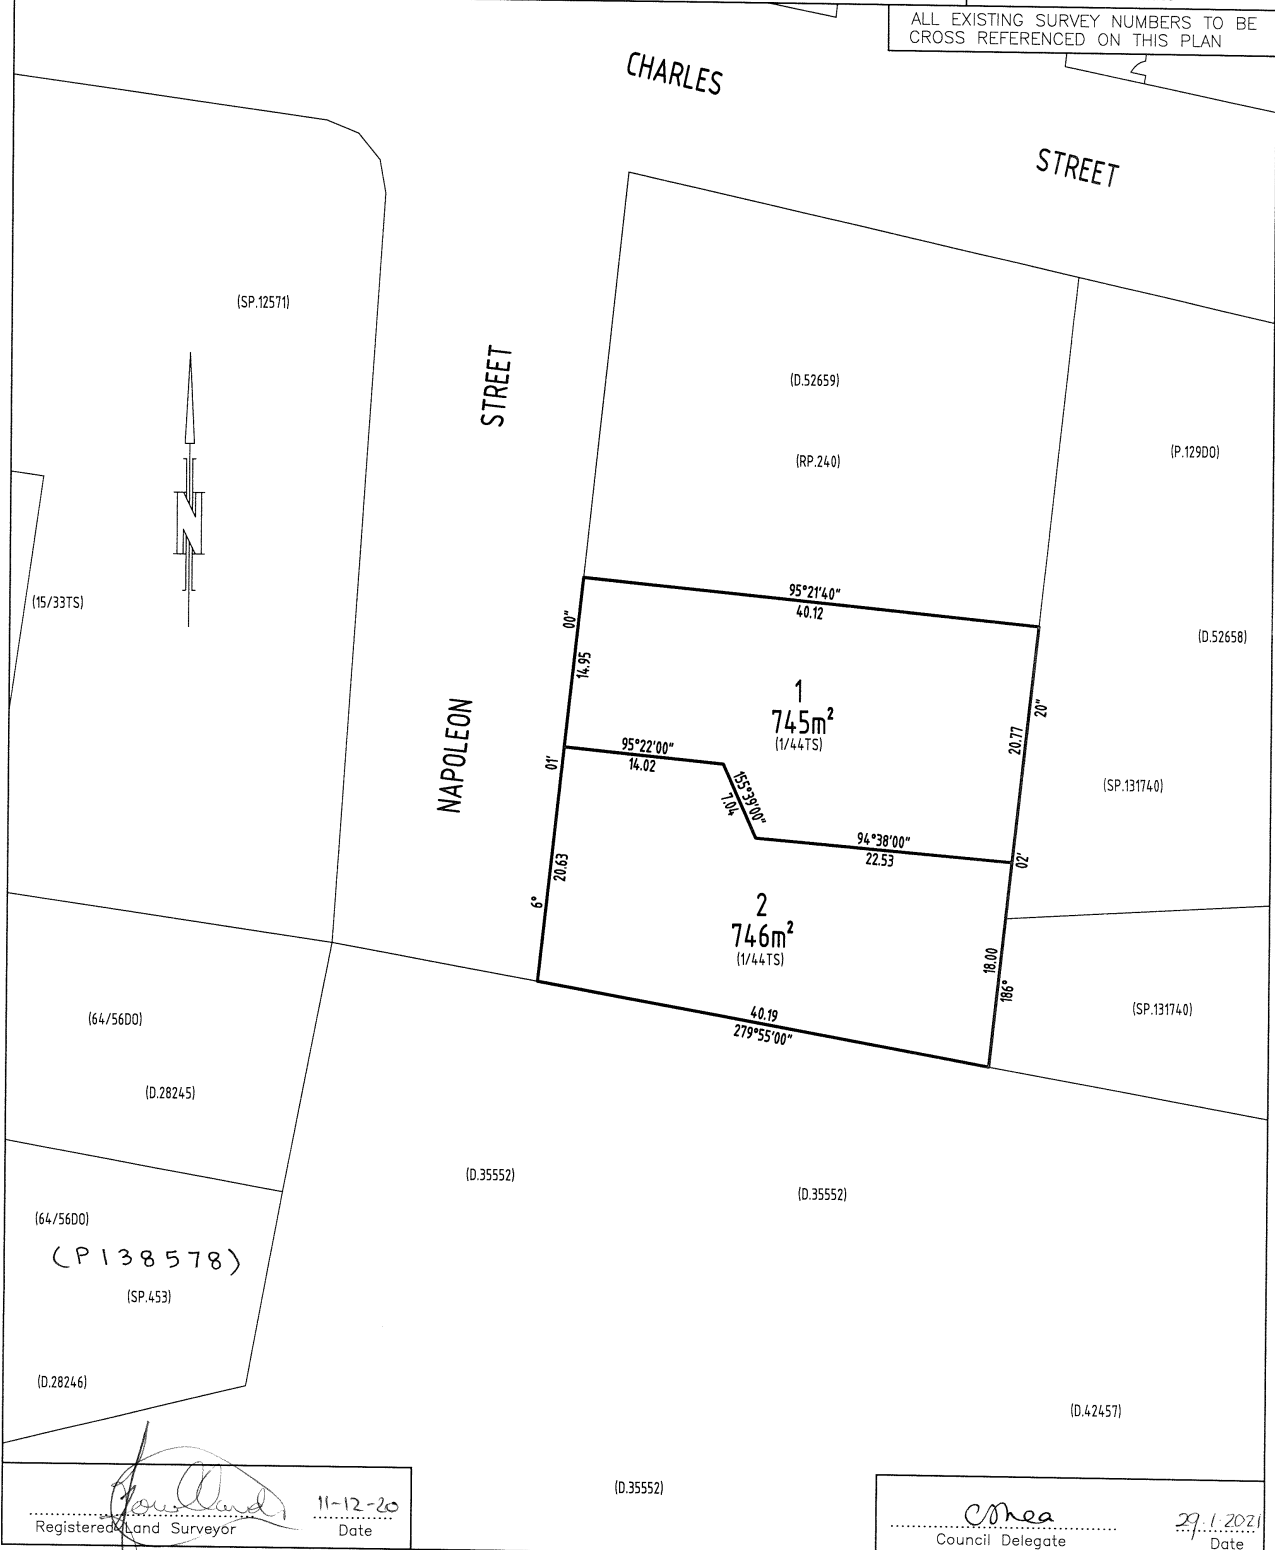 ALL EXISTING SURVEY NUMBERS TO BE
CROSS REFERENCED ON THIS PLAN
CHARLES
STREET
(SP.12571)
STREET
(D.52659)
(RP.240)
(P.129DO)
N
(15/33TS)
(D.52658)
95°21'40"
40.12
00"
14.95
1
745m²
(1/44TS)
20"
20.77
NAPOLEON
95°22'00"
14.02
01'
155°39'00"
7.04
(SP.131740)
94°38'00"
22.53
02'
20.63
6°
2
746m²
(1/44TS)
18.00
186°
(SP.131740)
40.19
279°55'00"
(64/56DO)
(D.28245)
(D.35552)
(D.35552)
(64/56DO)
(P138578)
(SP.453)
(D.28246)
(D.42457)
(D.35552)
11-12-20
Registered Land Surveyor
Date
29.1.2021
Council Delegate
Date